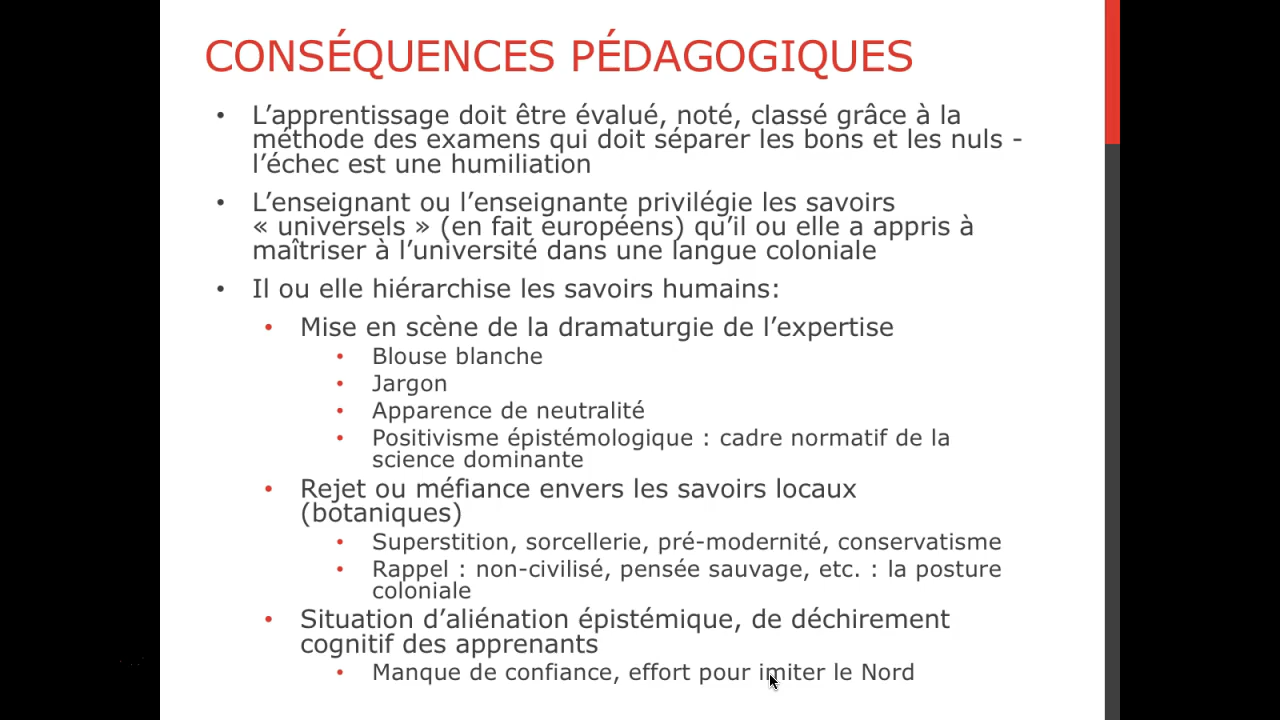 CONSÉQUENCES PÉDAGOGIQUES
• L’apprentissage doit être évalué, noté, classé grâce à la
méthode des examens qui doit séparer les bons et les nuls -
l’échec est une humiliation
• L’enseignant ou l’enseignante privilégie les savoirs
« universels » (en fait européens) qu’il ou elle a appris à
maîtriser à l’université dans une langue coloniale
• Il ou elle hiérarchise les savoirs humains:
• Mise en scène de la dramaturgie de l’expertise
• Blouse blanche
• Jargon
• Apparence de neutralité
• Positivisme épistémologique : cadre normatif de la
science dominante
• Rejet ou méfiance envers les savoirs locaux
(botaniques)
• Superstition, sorcellerie, pré-modernité, conservatisme
• Rappel : non-civilisé, pensée sauvage, etc. : la posture
coloniale
• Situation d’aliénation épistémique, de déchirement
cognitif des apprenants
• Manque de confiance, effort pour imiter le Nord